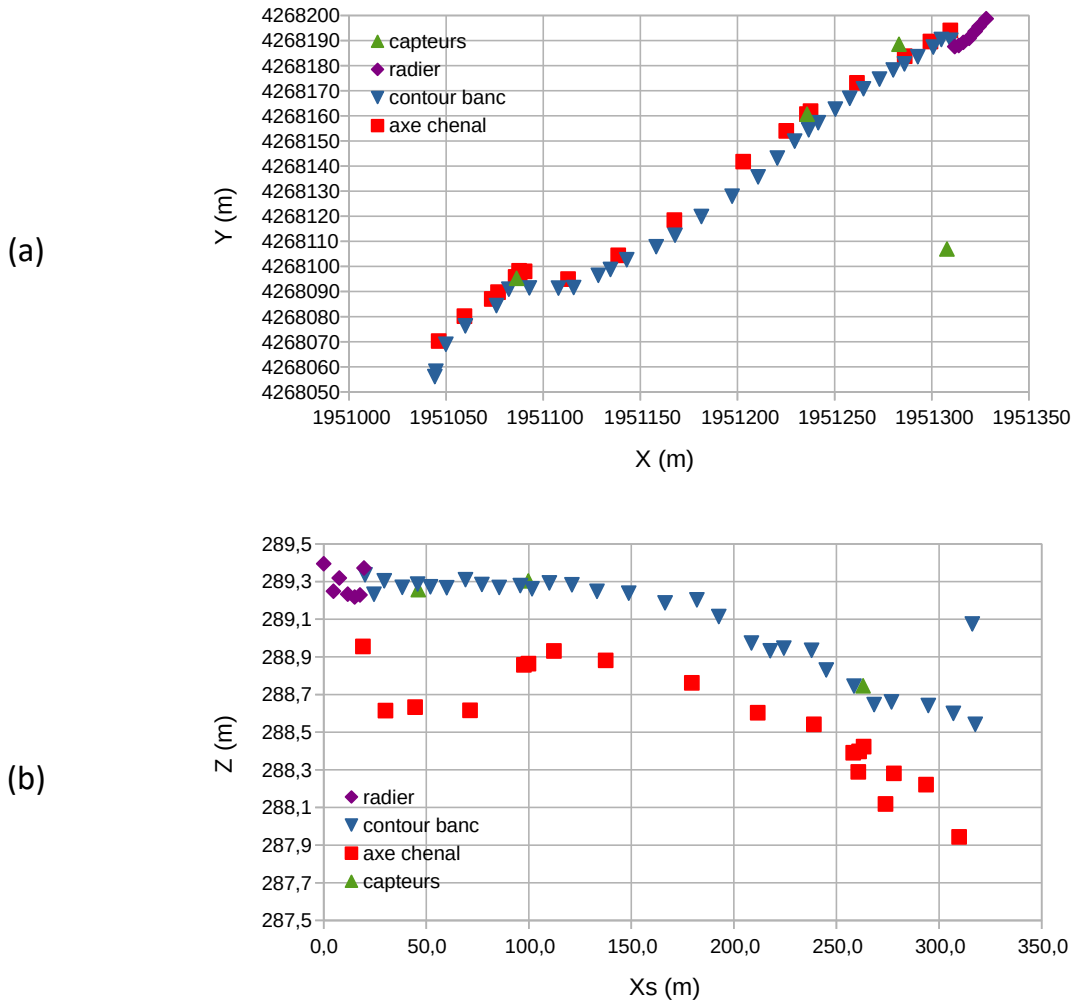 (a)
Y (m)
4268200
4268190
4268180
4268170
4268160
4268150
4268140
4268130
4268120
4268110
4268100
4268090
4268080
4268070
4268060
4268050
capteurs
radier
contour banc
axe chenal
1951000 1951050 1951100 1951150 1951200 1951250 1951300 1951350
X (m)
(b)
Z (m)
289,5
289,3
289,1
288,9
288,7
288,5
288,3
288,1
287,9
287,7
287,5
radier
contour banc
axe chenal
capteurs
0,0 50,0 100,0 150,0 200,0 250,0 300,0 350,0
Xs (m)